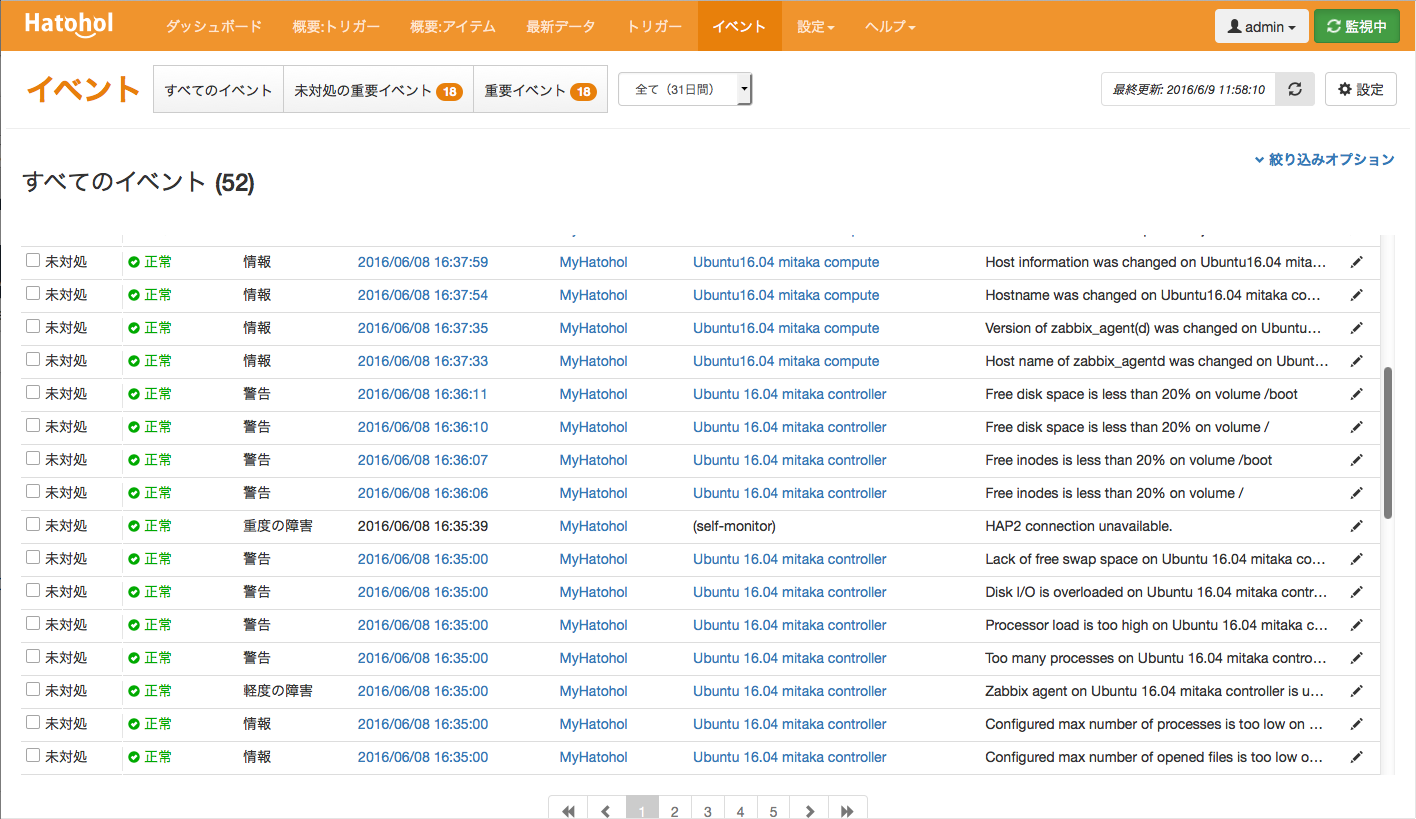 Hatohol ダッシュボード 概要:トリガー 概要:アイテム 最新データ トリガー イベント 設定 ヘルプ admin 監視中
イベント すべてのイベント 未対処の重要イベント 18 重要イベント 18 全て（31日間） 最終更新: 2016/6/9 11:58:10 設定
絞り込みオプション
すべてのイベント (52)
未対処 正常 情報 2016/06/08 16:37:59 MyHatohol Ubuntu16.04 mitaka compute Host information was changed on Ubuntu16.04 mita...
未対処 正常 情報 2016/06/08 16:37:54 MyHatohol Ubuntu16.04 mitaka compute Hostname was changed on Ubuntu16.04 mitaka co...
未対処 正常 情報 2016/06/08 16:37:35 MyHatohol Ubuntu16.04 mitaka compute Version of zabbix_agent(d) was changed on Ubuntu...
未対処 正常 情報 2016/06/08 16:37:33 MyHatohol Ubuntu16.04 mitaka compute Host name of zabbix_agentd was changed on Ubunt...
未対処 正常 警告 2016/06/08 16:36:11 MyHatohol Ubuntu 16.04 mitaka controller Free disk space is less than 20% on volume /boot
未対処 正常 警告 2016/06/08 16:36:10 MyHatohol Ubuntu 16.04 mitaka controller Free disk space is less than 20% on volume /
未対処 正常 警告 2016/06/08 16:36:07 MyHatohol Ubuntu 16.04 mitaka controller Free inodes is less than 20% on volume /boot
未対処 正常 警告 2016/06/08 16:36:06 MyHatohol Ubuntu 16.04 mitaka controller Free inodes is less than 20% on volume /
未対処 正常 重度の障害 2016/06/08 16:35:39 MyHatohol (self-monitor) HAP2 connection unavailable.
未対処 正常 警告 2016/06/08 16:35:00 MyHatohol Ubuntu 16.04 mitaka controller Lack of free swap space on Ubuntu 16.04 mitaka co...
未対処 正常 警告 2016/06/08 16:35:00 MyHatohol Ubuntu 16.04 mitaka controller Disk I/O is overloaded on Ubuntu 16.04 mitaka contr...
未対処 正常 警告 2016/06/08 16:35:00 MyHatohol Ubuntu 16.04 mitaka controller Processor load is too high on Ubuntu 16.04 mitaka c...
未対処 正常 警告 2016/06/08 16:35:00 MyHatohol Ubuntu 16.04 mitaka controller Too many processes on Ubuntu 16.04 mitaka contro...
未対処 正常 軽度の障害 2016/06/08 16:35:00 MyHatohol Ubuntu 16.04 mitaka controller Zabbix agent on Ubuntu 16.04 mitaka controller is u...
未対処 正常 情報 2016/06/08 16:35:00 MyHatohol Ubuntu 16.04 mitaka controller Configured max number of processes is too low on ...
未対処 正常 情報 2016/06/08 16:35:00 MyHatohol Ubuntu 16.04 mitaka controller Configured max number of opened files is too low o...
1 2 3 4 5